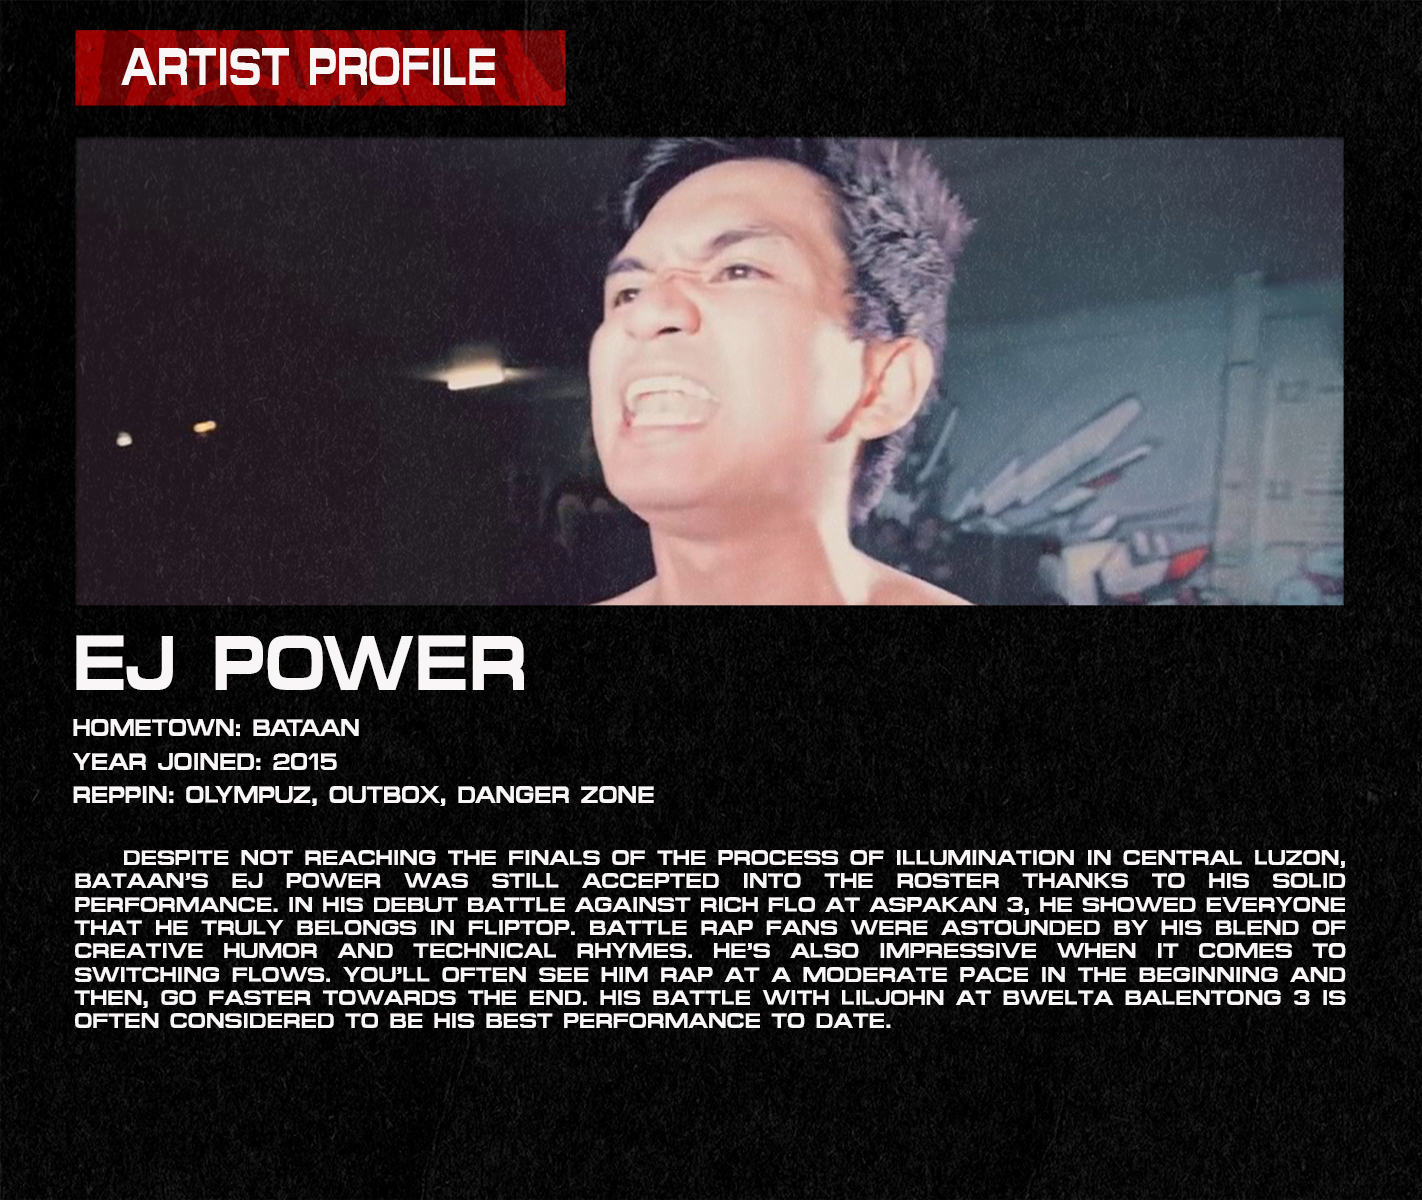 ARTIST PROFILE
EJ POWER
HOMETOWN: BATAAN
YEAR JOINED: 2015
REPPIN: OLYMPUZ, OUTBOX, DANGER ZONE
DESPITE NOT REACHING THE FINALS OF THE PROCESS OF ILLUMINATION IN CENTRAL LUZON,
BATAAN'S EJ POWER WAS STILL ACCEPTED INTO THE ROSTER THANKS TO HIS SOLID
PERFORMANCE. IN HIS DEBUT BATTLE AGAINST RICH FLO AT ASPAKAN 3, HE SHOWED EVERYONE
THAT HE TRULY BELONGS IN FLIPTOP. BATTLE RAP FANS WERE ASTOUNDED BY HIS BLEND OF
CREATIVE HUMOR AND TECHNICAL RHYMES. HE'S ALSO IMPRESSIVE WHEN IT COMES TO
SWITCHING FLOWS. YOU'LL OFTEN SEE HIM RAP AT A MODERATE PACE IN THE BEGINNING AND
THEN, GO FASTER TOWARDS THE END. HIS BATTLE WITH LILJOHN AT BWELTA BALENTONG 3 IS
OFTEN CONSIDERED TO BE HIS BEST PERFORMANCE TO DATE.